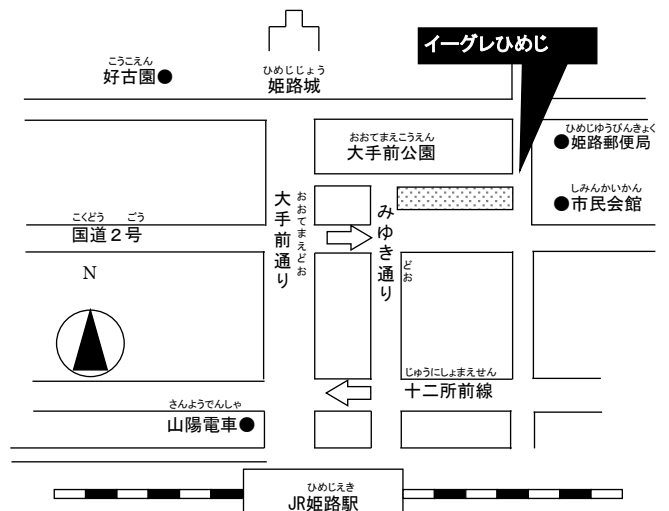 イーグレひめじ
こうこえん
好古園
ひめじじょう
姫路城
おおてまえこうえん
大手前公園
ひめじゆうびんきょく
姫路郵便局
しみんかいかん
市民会館
こくどう ごう
国道２号
おおてまえどお
大手前通り
どお
みゆき通り
N
じゅうにしょまえせん
十二所前線
さんようでんしゃ
山陽電車
ひめじえき
JR姫路駅